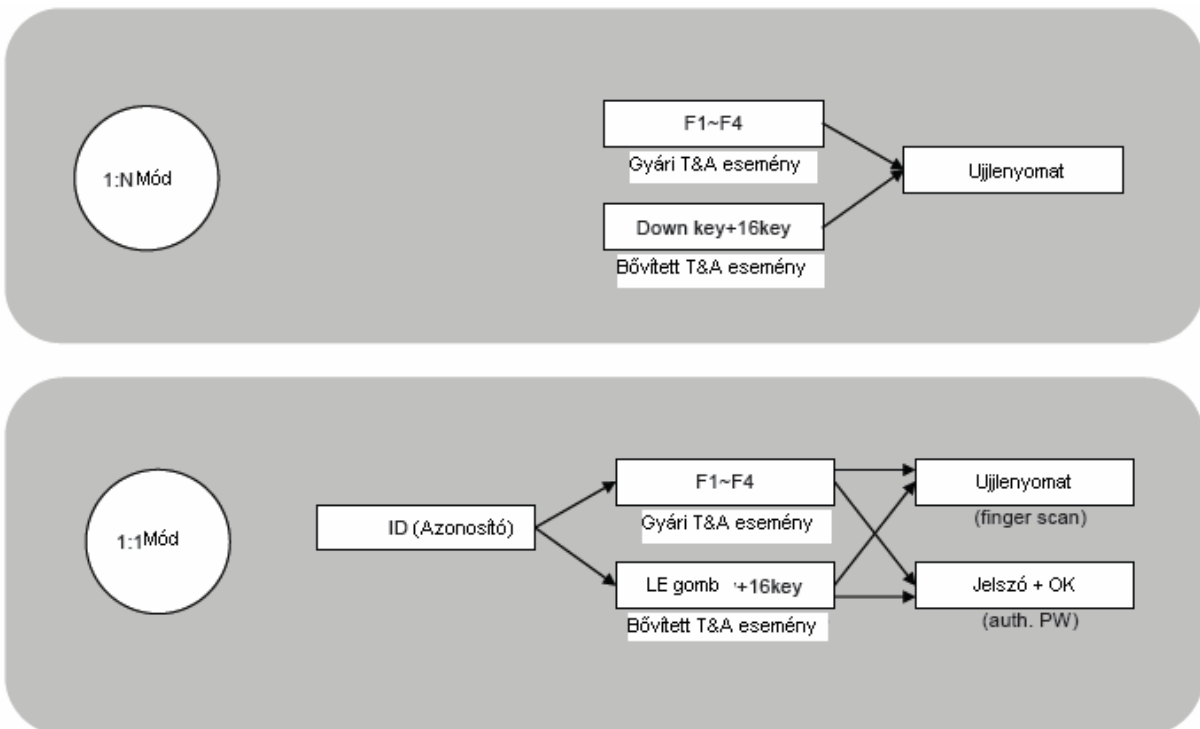 1:N Mód
F1~F4
Gyári T&A esemény
Ujjlenyomat
Down key+16key
Bővített T&A esemény
1:1 Mód
ID (Azonosító)
F1~F4
Gyári T&A esemény
Ujjlenyomat
(finger scan)
LE gomb +16key
Bővített T&A esemény
Jelszó + OK
(auth. PW)